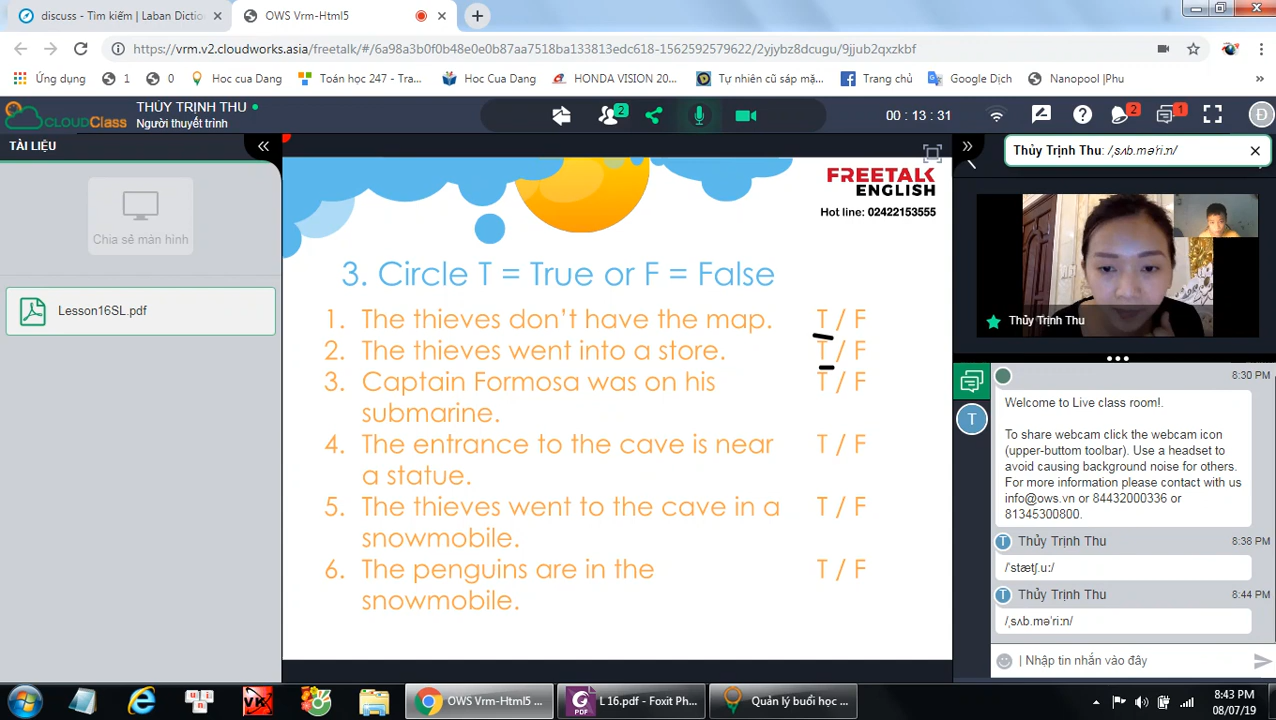 discuss - Tìm kiếm | Laban Dictio
OWS Vrm-Html5
https://vrm.v2.cloudworks.asia/freetalk/#/6a98a3b0f0b48e0e0b87aa7518ba133813edc618-1562592579622/2yjybz8dcugu/9jjub2qxzkbf
Ứng dụng
1
0
Hoc cua Dang
Toán học 247 - Tra...
Học Cua Dang
HONDA VISION 20...
Tự nhiên cũ sáp mặ...
Trang chủ
Google Dịch
Nanopool |Phu
»
CLOUDClass
THỦY TRỊNH THU
Người thuyết trình
2
00 : 13 : 31
2
1
Đ
TÀI LIỆU
Chia sẻ màn hình
Lesson16SL.pdf
FREETALK
ENGLISH
Hot line: 02422153555
3. Circle T = True or F = False
1. The thieves don't have the map. T / F
2. The thieves went into a store. T / F
3. Captain Formosa was on his T / F
submarine.
4. The entrance to the cave is near T / F
a statue.
5. The thieves went to the cave in a T / F
snowmobile.
6. The penguins are in the T / F
snowmobile.
Thủy Trịnh Thu: /ˌsʌb.məˈriːn/
Thủy Trịnh Thu
8:30 PM
Welcome to Live class room!.
To share webcam click the webcam icon
(upper-buttom toolbar). Use a headset to
avoid causing background noise for others.
For more information please contact with us
info@ows.vn or 84432000336 or
81345300800.
T
T Thủy Trịnh Thu 8:38 PM
/ˈstætʃ.uː/
T Thủy Trịnh Thu 8:44 PM
/ˌsʌb.məˈriːn/
Nhập tin nhắn vào đây
OWS Vrm-Html5 ...
L 16.pdf - Foxit Ph...
Quản lý buổi học ...
8:43 PM
08/07/19